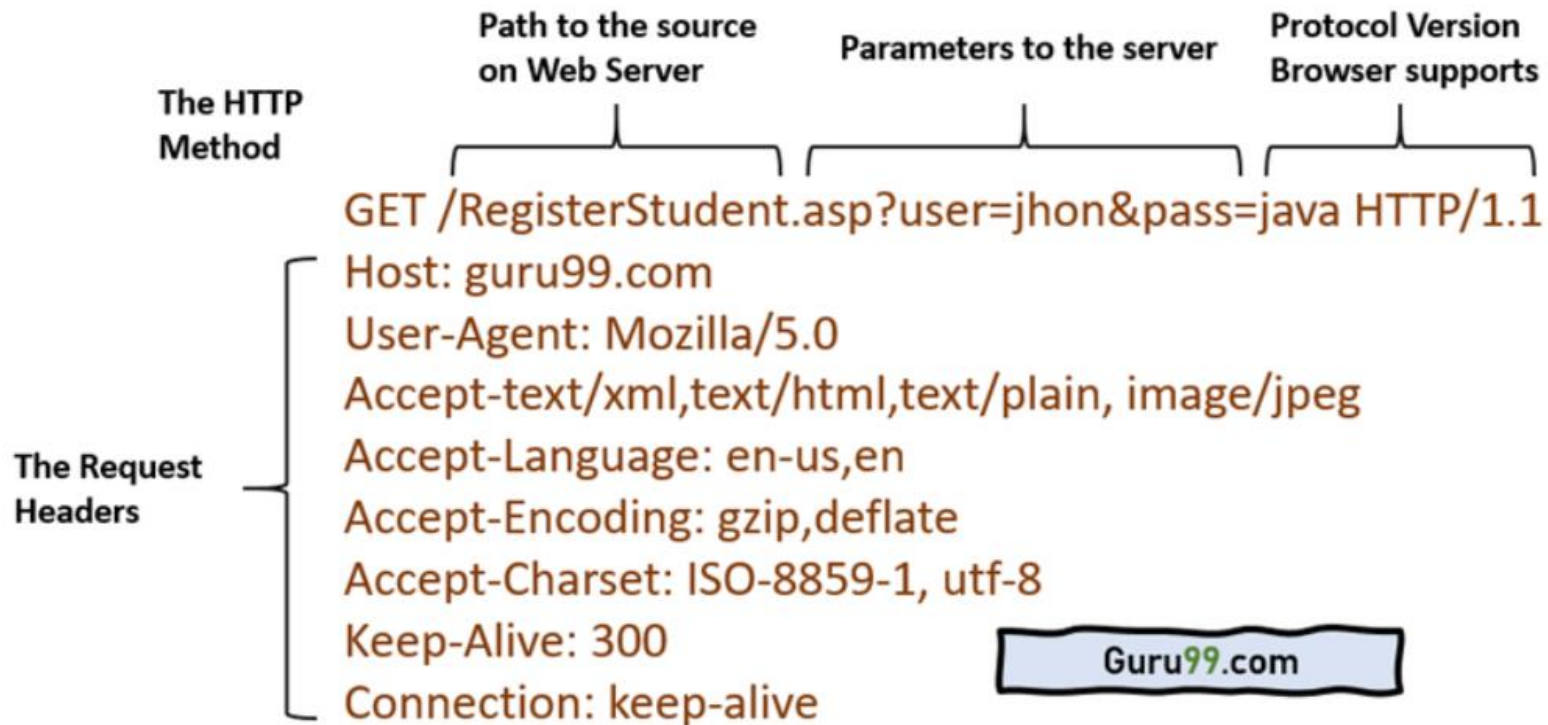 Path to the source
on Web Server
Parameters to the server
Protocol Version
Browser supports
The HTTP
Method
GET /RegisterStudent.asp?user=jhon&pass=java HTTP/1.1
Host: guru99.com
User-Agent: Mozilla/5.0
Accept-text/xml,text/html,text/plain, image/jpeg
Accept-Language: en-us,en
Accept-Encoding: gzip,deflate
Accept-Charset: ISO-8859-1, utf-8
Keep-Alive: 300
Connection: keep-alive
The Request
Headers
Guru99.com